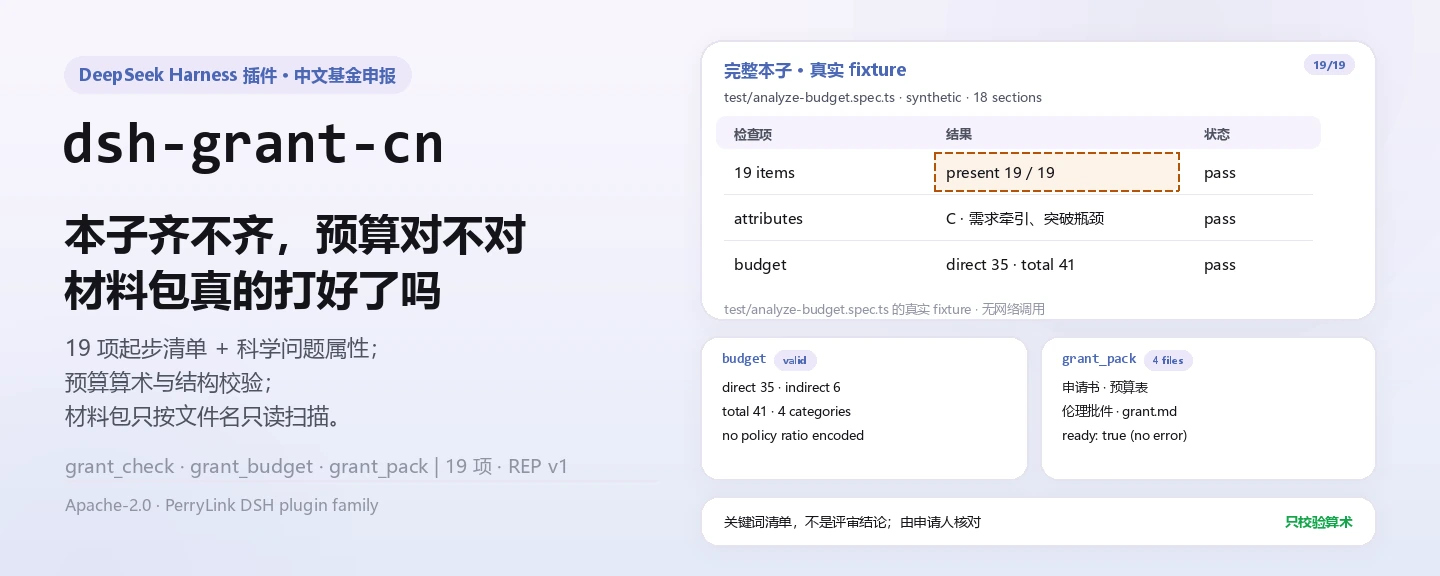 DeepSeek Harness 插件 • 中文基金申报
dsh-grant-cn
本子齐不齐，预算对不对
材料包真的打好了吗
19 项起步清单 + 科学问题属性；
预算算术与结构校验；
材料包只按文件名只读扫描。
grant_check · grant_budget · grant_pack | 19 项 · REP v1
Apache-2.0 · PerryLink DSH plugin family
完整本子 • 真实 fixture
19/19
test/analyze-budget.spec.ts · synthetic · 18 sections
检查项 结果 状态
19 items present 19 / 19 pass
attributes C · 需求牵引、突破瓶颈 pass
budget direct 35 · total 41 pass
test/analyze-budget.spec.ts 的真实 fixture · 无网络调用
budget valid
direct 35 · indirect 6
total 41 · 4 categories
no policy ratio encoded
grant_pack 4 files
申请书 · 预算表
伦理批件 · grant.md
ready: true (no error)
关键词清单，不是评审结论；由申请人核对
只校验算术